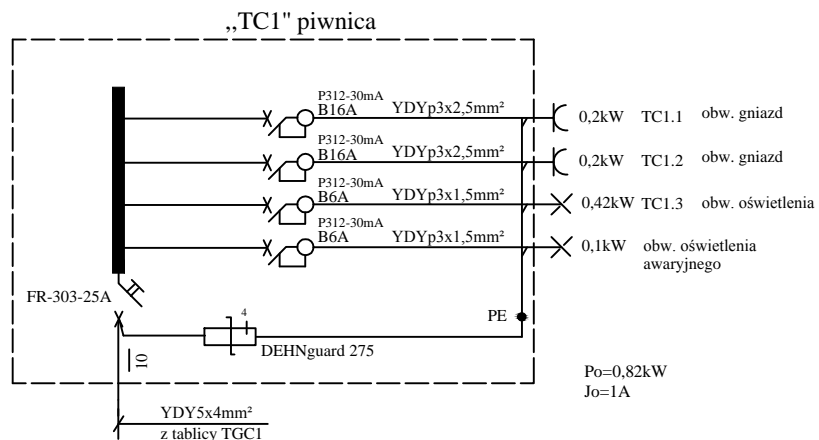 ,,TC1" piwnica
P312-30mA
B16A YDYp3x2,5mm² 0,2kW TC1.1 obw. gniazd
P312-30mA
B16A YDYp3x2,5mm² 0,2kW TC1.2 obw. gniazd
P312-30mA
B6A YDYp3x1,5mm² 0,42kW TC1.3 obw. oświetlenia
P312-30mA
B6A YDYp3x1,5mm² 0,1kW obw. oświetlenia
awaryjnego
FR-303-25A
PE
4
DEHNguard 275
10
Po=0,82kW
Jo=1A
YDY5x4mm²
z tablicy TGC1